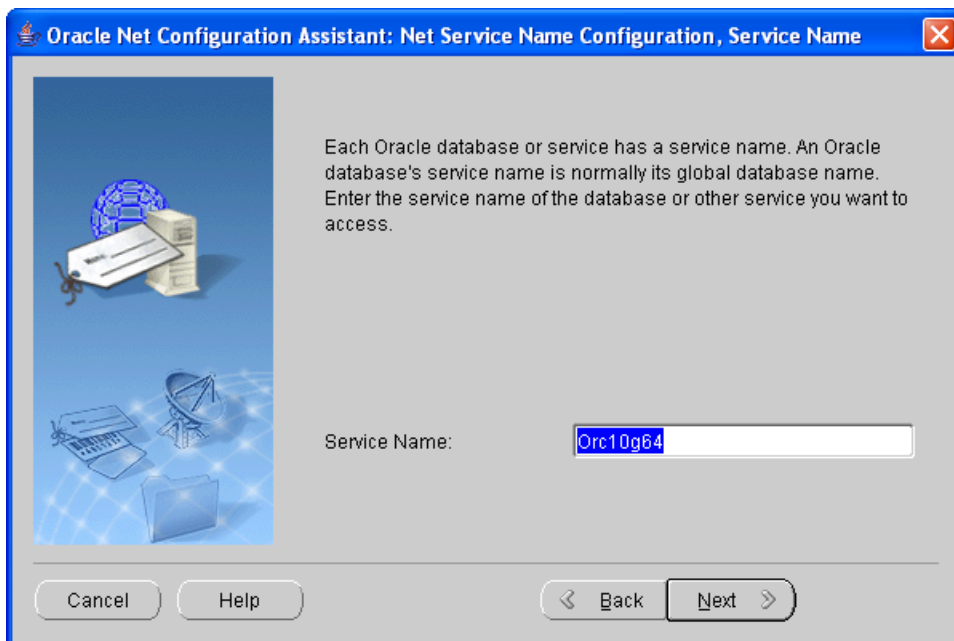 Oracle Net Configuration Assistant: Net Service Name Configuration, Service Name
Each Oracle database or service has a service name. An Oracle
database's service name is normally its global database name.
Enter the service name of the database or other service you want to
access.
Service Name:
Orc10g64
Cancel
Help
Back
Next